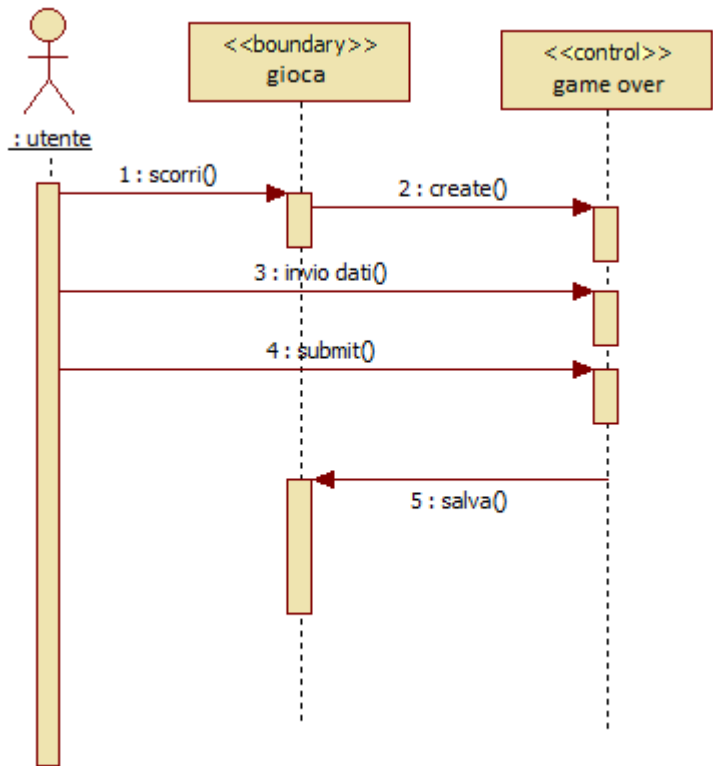 <<boundary>>
gioca
<<control>>
game over
: utente
1 : scorri()
2 : create()
3 : invio dati()
4 : submit()
5 : salva()